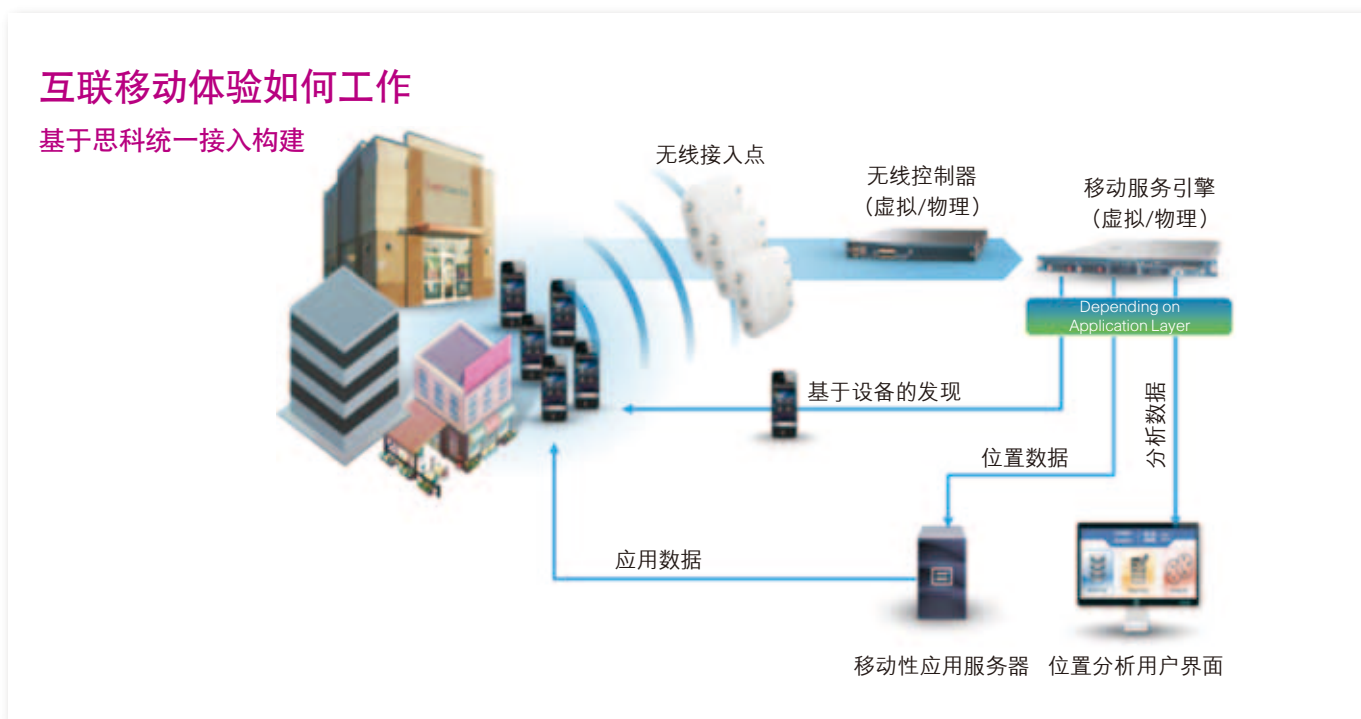 互联移动体验如何工作
基于思科统一接入构建
无线接入点
无线控制器
（虚拟/物理）
移动服务引擎
（虚拟/物理）
Depending on
Application Layer
基于设备的发现
分析数据
位置数据
应用数据
移动性应用服务器
位置分析用户界面